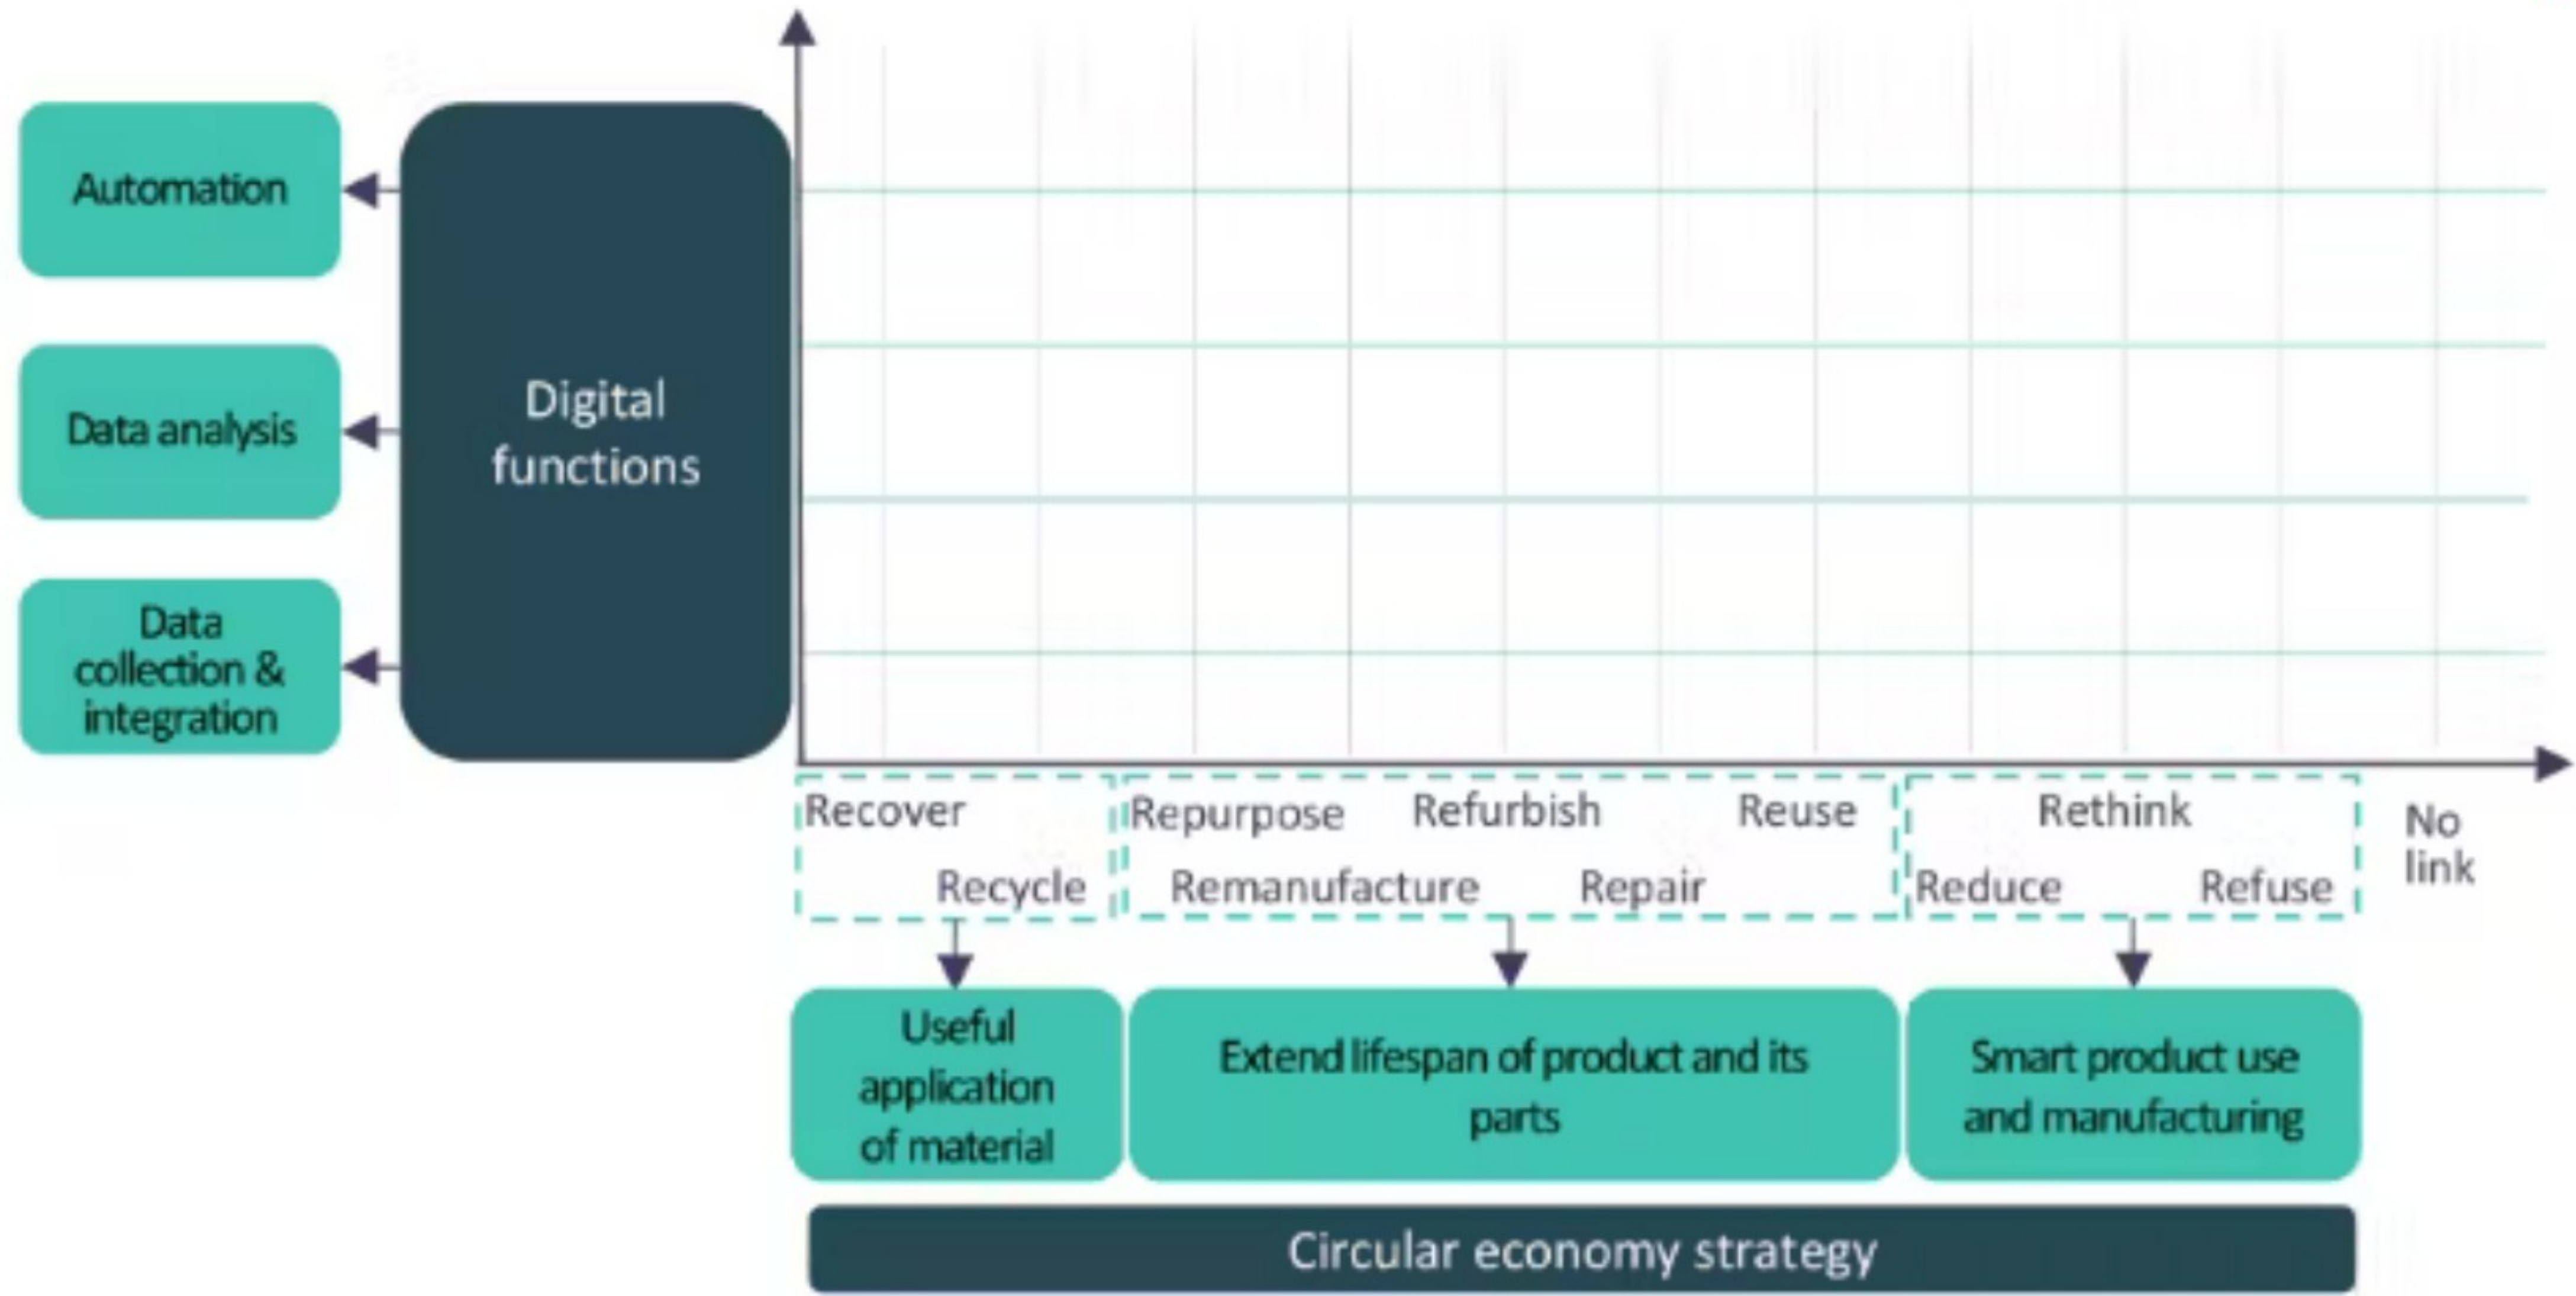 Automation
Data analysis
Data
collection &
integration
Digital
functions
Recover
Recycle
Repurpose
Refurbish
Reuse
Remanufacture
Repair
Rethink
Reduce
Refuse
No
link
Useful
application
of material
Extend lifespan of product and its
parts
Smart product use
and manufacturing
Circular economy strategy